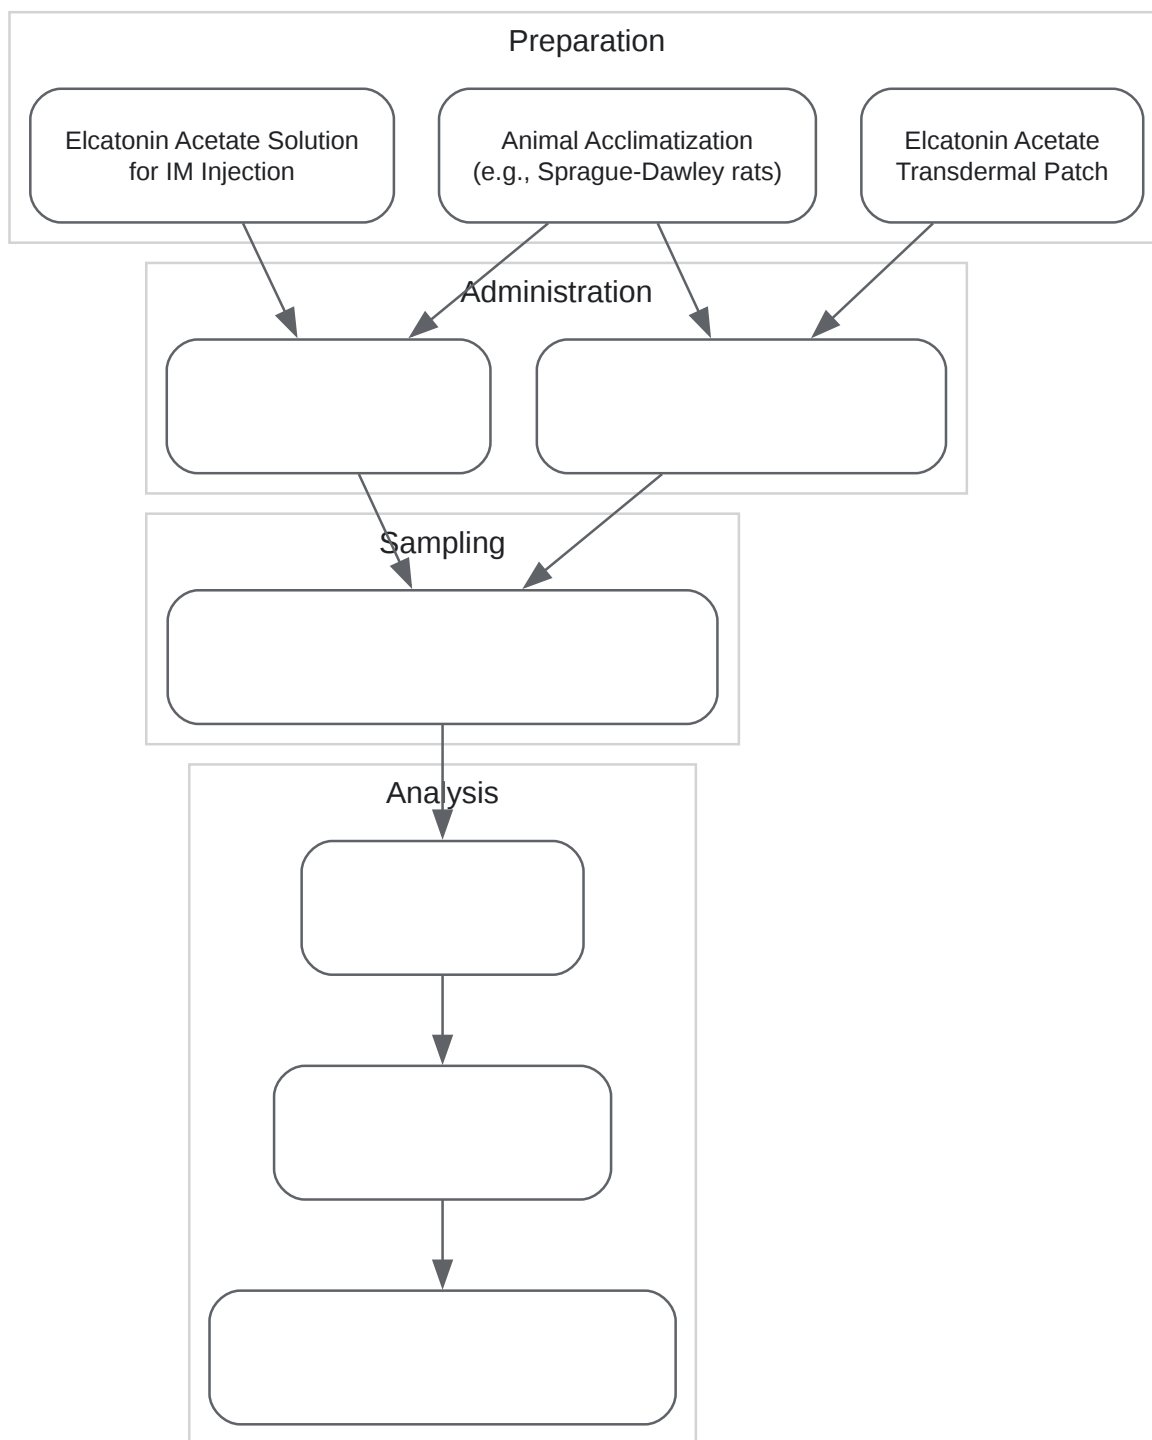 Preparation
Elcatonin Acetate Solution
for IM Injection
Animal Acclimatization
(e.g., Sprague-Dawley rats)
Elcatonin Acetate
Transdermal Patch
Administration
Sampling
Analysis